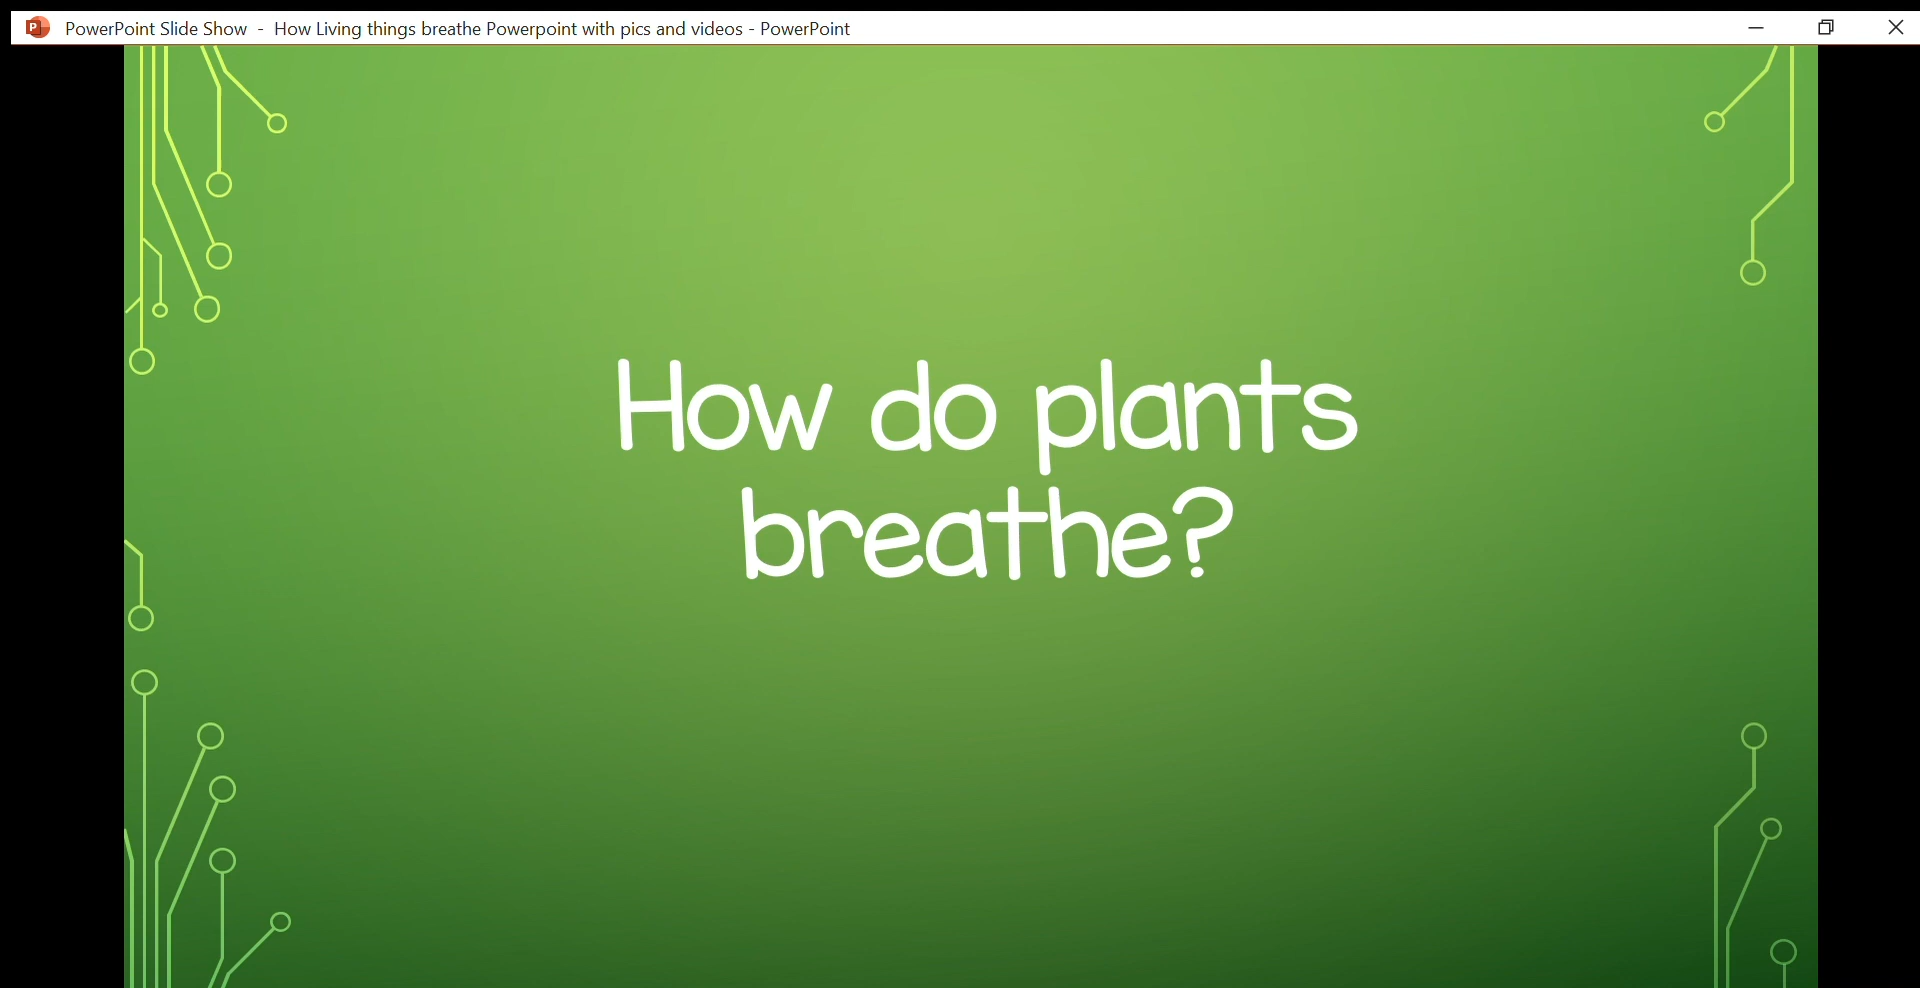 PowerPoint Slide Show - How Living things breathe Powerpoint with pics and videos - PowerPoint
How do plants
breathe?